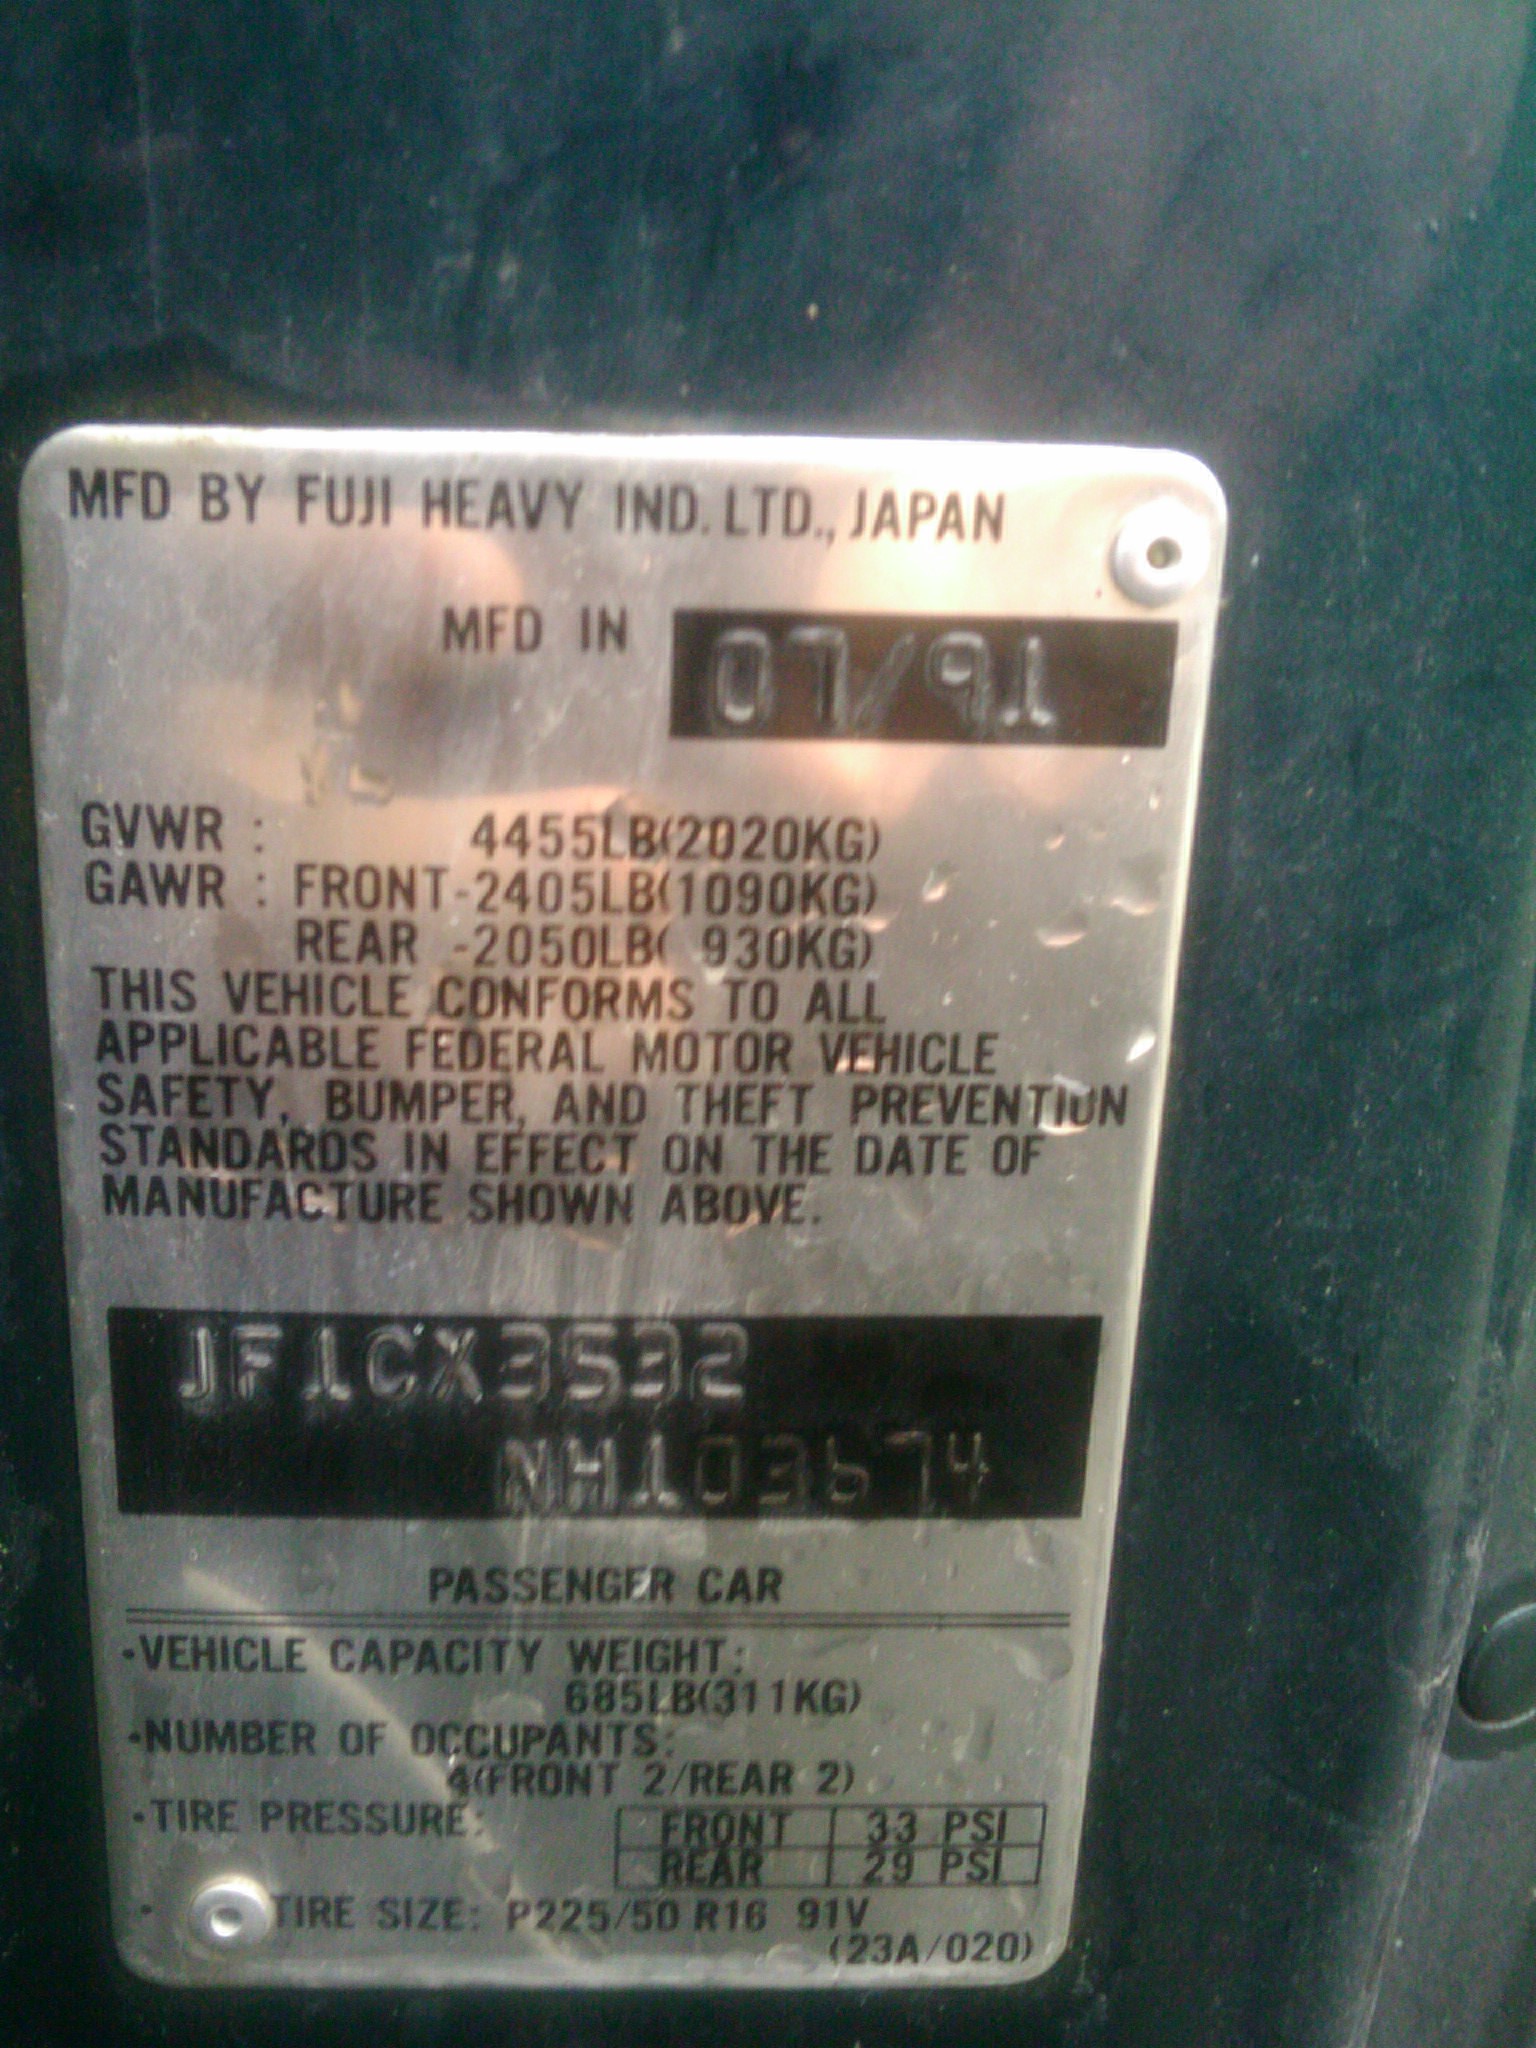 MFD BY FUJI HEAVY IND. LTD., JAPAN
MFD IN 07/91
GVWR : 4455LB(2020KG)
GAWR : FRONT-2405LB(1090KG)
REAR -2050LB( 930KG)
THIS VEHICLE CONFORMS TO ALL
APPLICABLE FEDERAL MOTOR VEHICLE
SAFETY, BUMPER, AND THEFT PREVENTION
STANDARDS IN EFFECT ON THE DATE OF
MANUFACTURE SHOWN ABOVE.
JF1CX3532
NH103674
PASSENGER CAR
·VEHICLE CAPACITY WEIGHT:
685LB(311KG)
·NUMBER OF OCCUPANTS:
4(FRONT 2/REAR 2)
·TIRE PRESSURE: FRONT 33 PSI
REAR 29 PSI
· TIRE SIZE: P225/50 R16 91V
(23A/020)